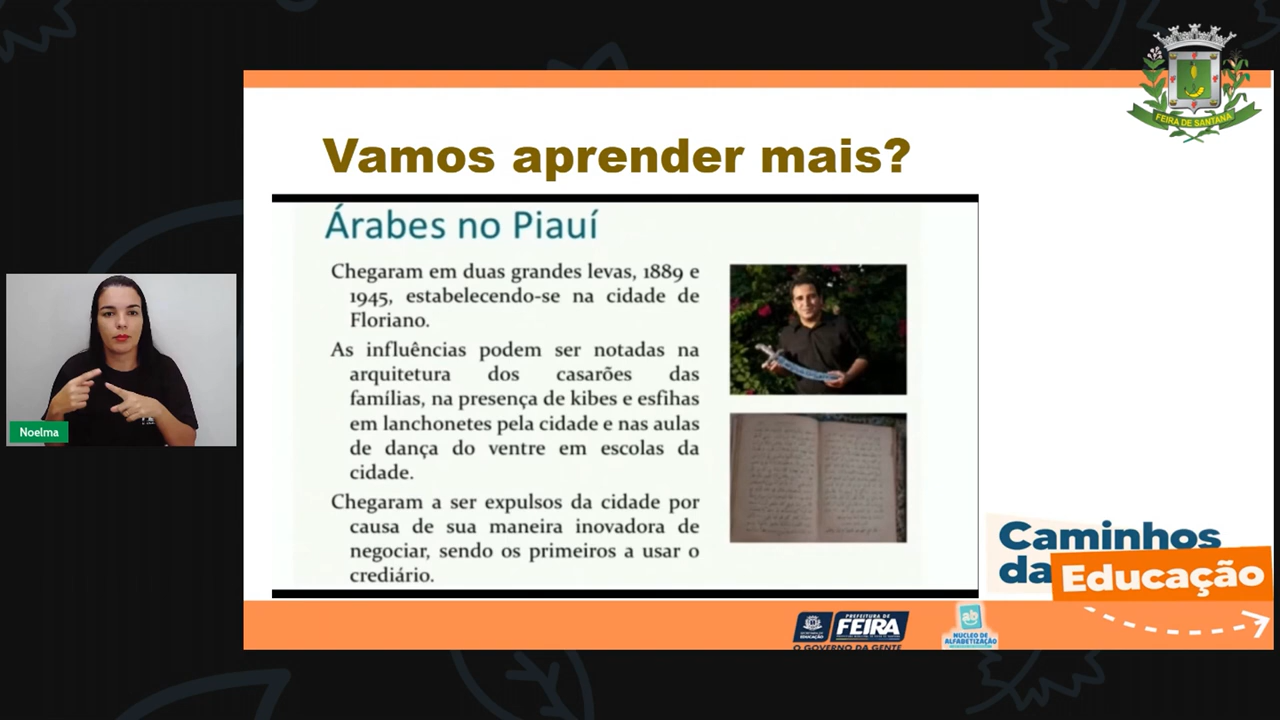 FEIRA DE SANTANA
Vamos aprender mais?
Árabes no Piauí
Chegaram em duas grandes levas, 1889 e
1945, estabelecendo-se na cidade de
Floriano.
As influências podem ser notadas na
arquitetura dos casarões das
famílias, na presença de kibes e esfihas
em lanchonetes pela cidade e nas aulas
de dança do ventre em escolas da
cidade.
Chegaram a ser expulsos da cidade por
causa de sua maneira inovadora de
negociar, sendo os primeiros a usar o
crediário.
Noelma
Caminhos
da Educação
SECRETARIA DE
EDUCAÇÃO
PREFEITURA DE
FEIRA
O GOVERNO DA GENTE
ab
NÚCLEO DE
ALFABETIZAÇÃO